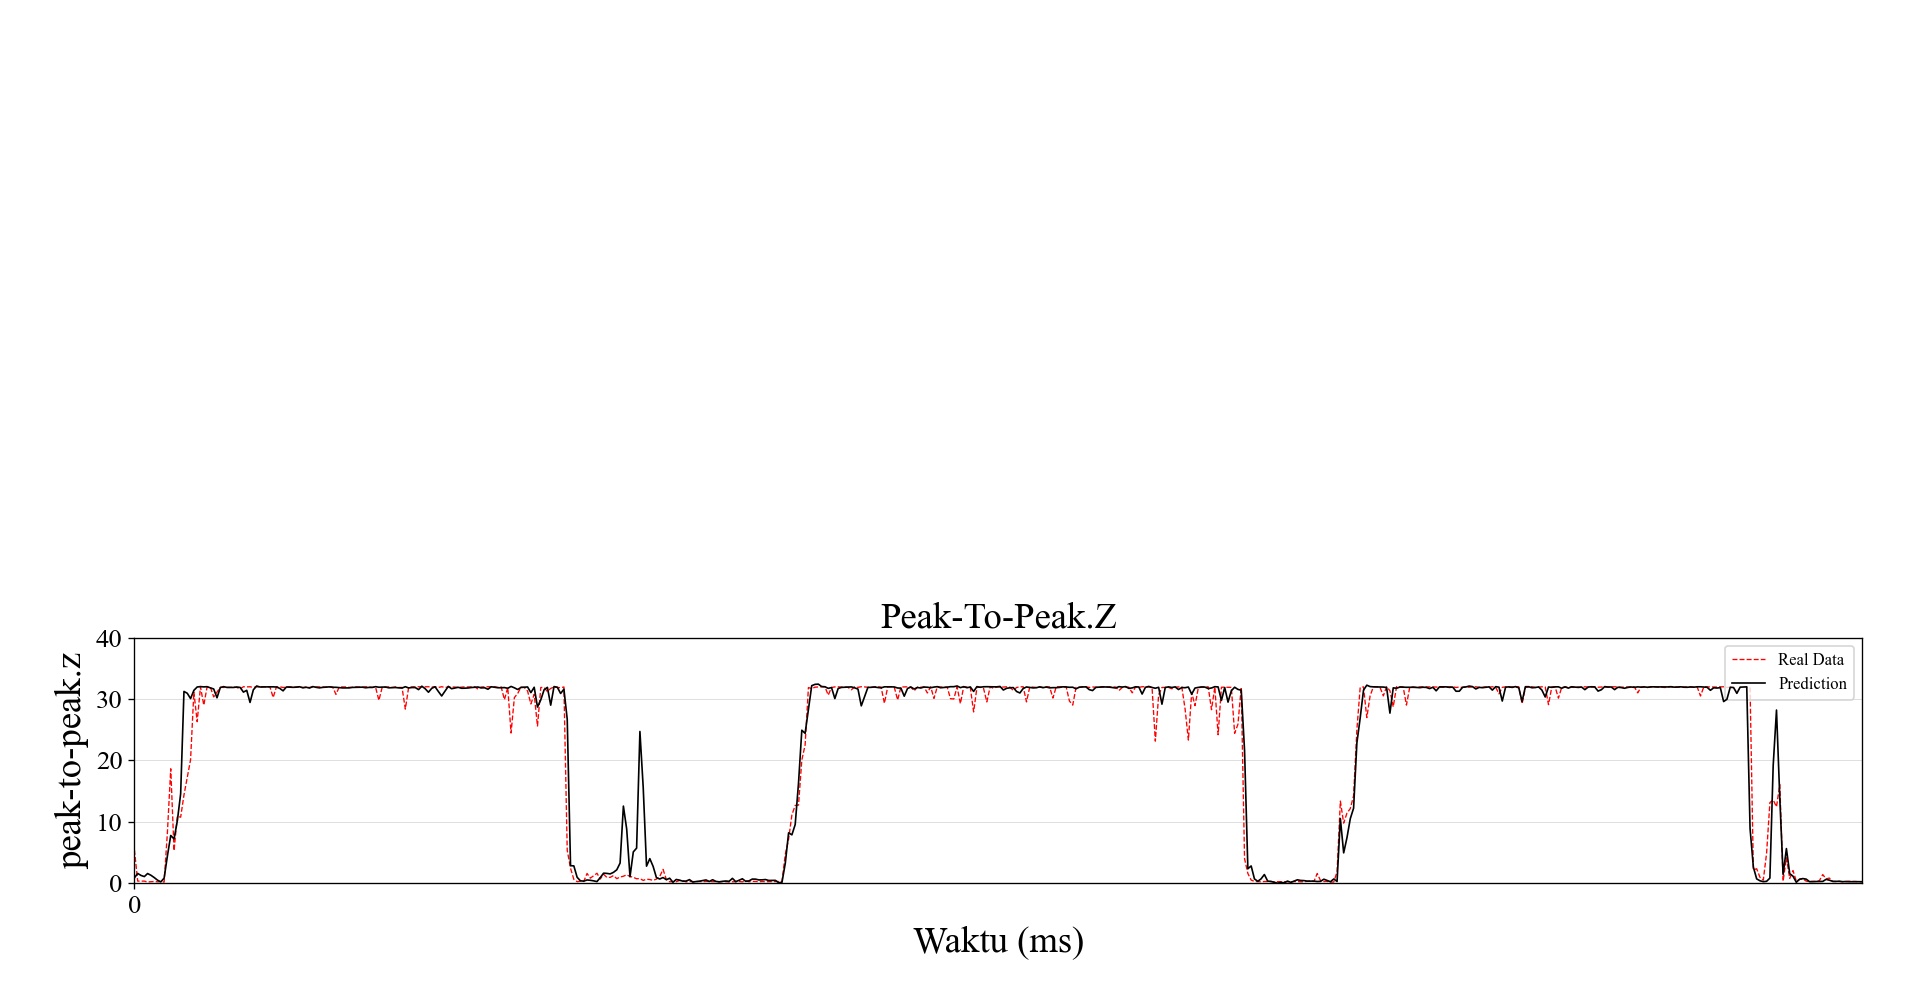 Peak-To-Peak.Z
peak-to-peak.z
40
30
20
10
0
0
Waktu (ms)
Real Data
Prediction